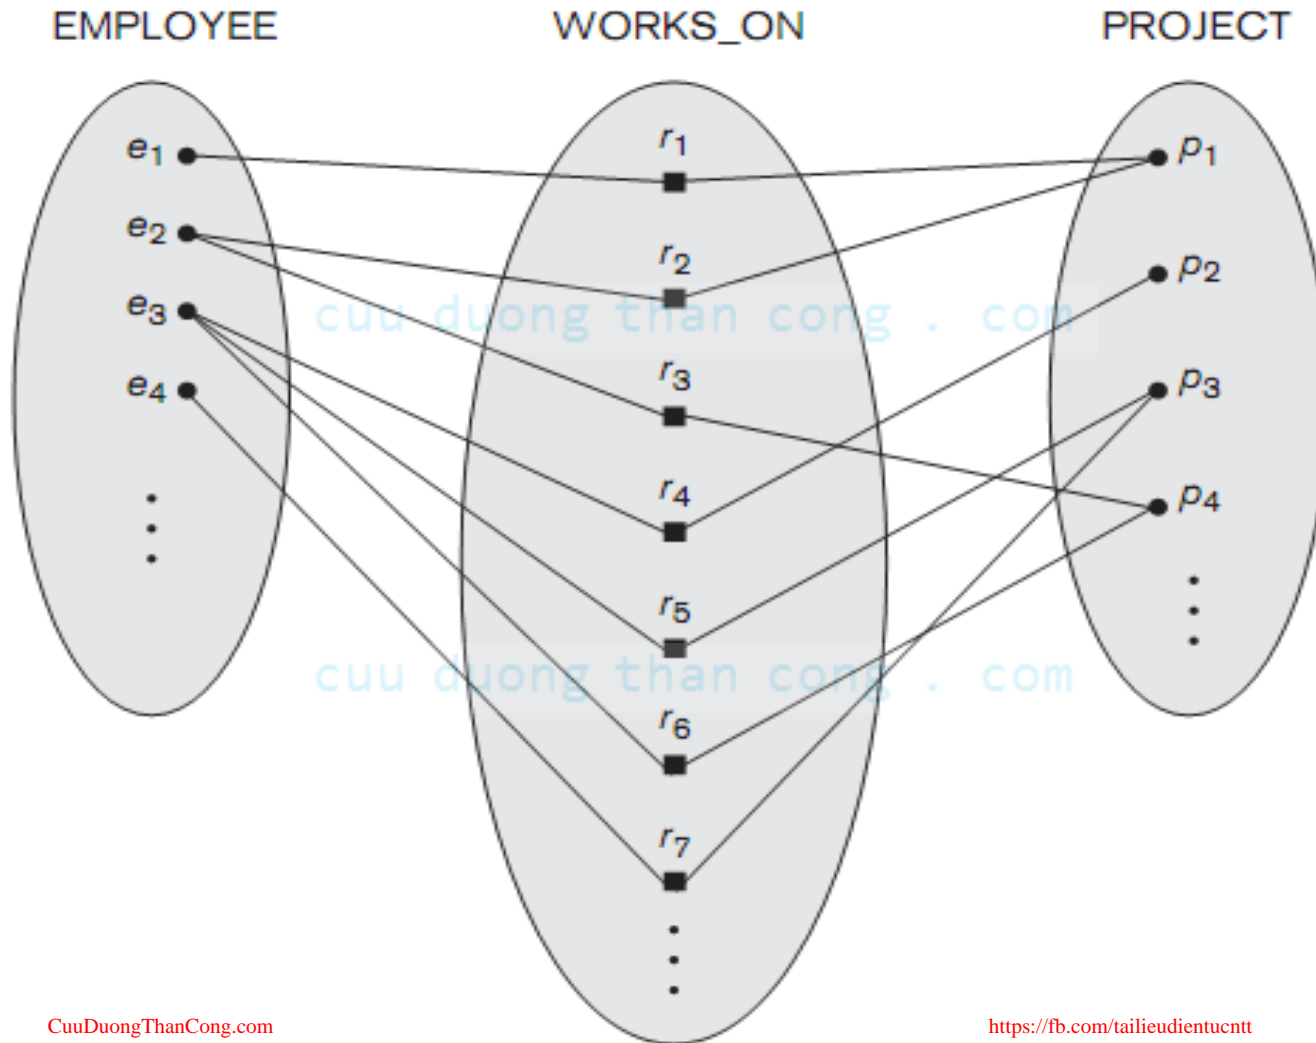 EMPLOYEE WORKS_ON PROJECT
e1 r1 p1
e2 r2 p2
cuu duong than cong . com
e3 r3 p3
e4 r4 p4
r5
cuu duong than cong . com
r6
r7
CuuDuongThanCong.com https://fb.com/tailieudientucntt